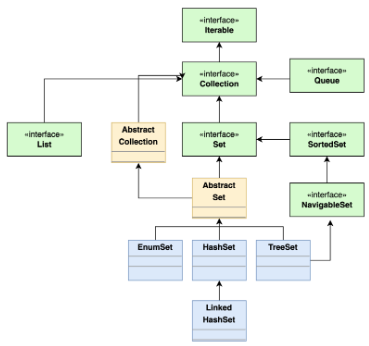 «interface»
Iterable
«interface»
Collection
«interface»
Queue
«interface»
List
Abstract
Collection
«interface»
Set
«interface»
SortedSet
Abstract
Set
«interface»
NavigableSet
EnumSet
HashSet
TreeSet
Linked
HashSet